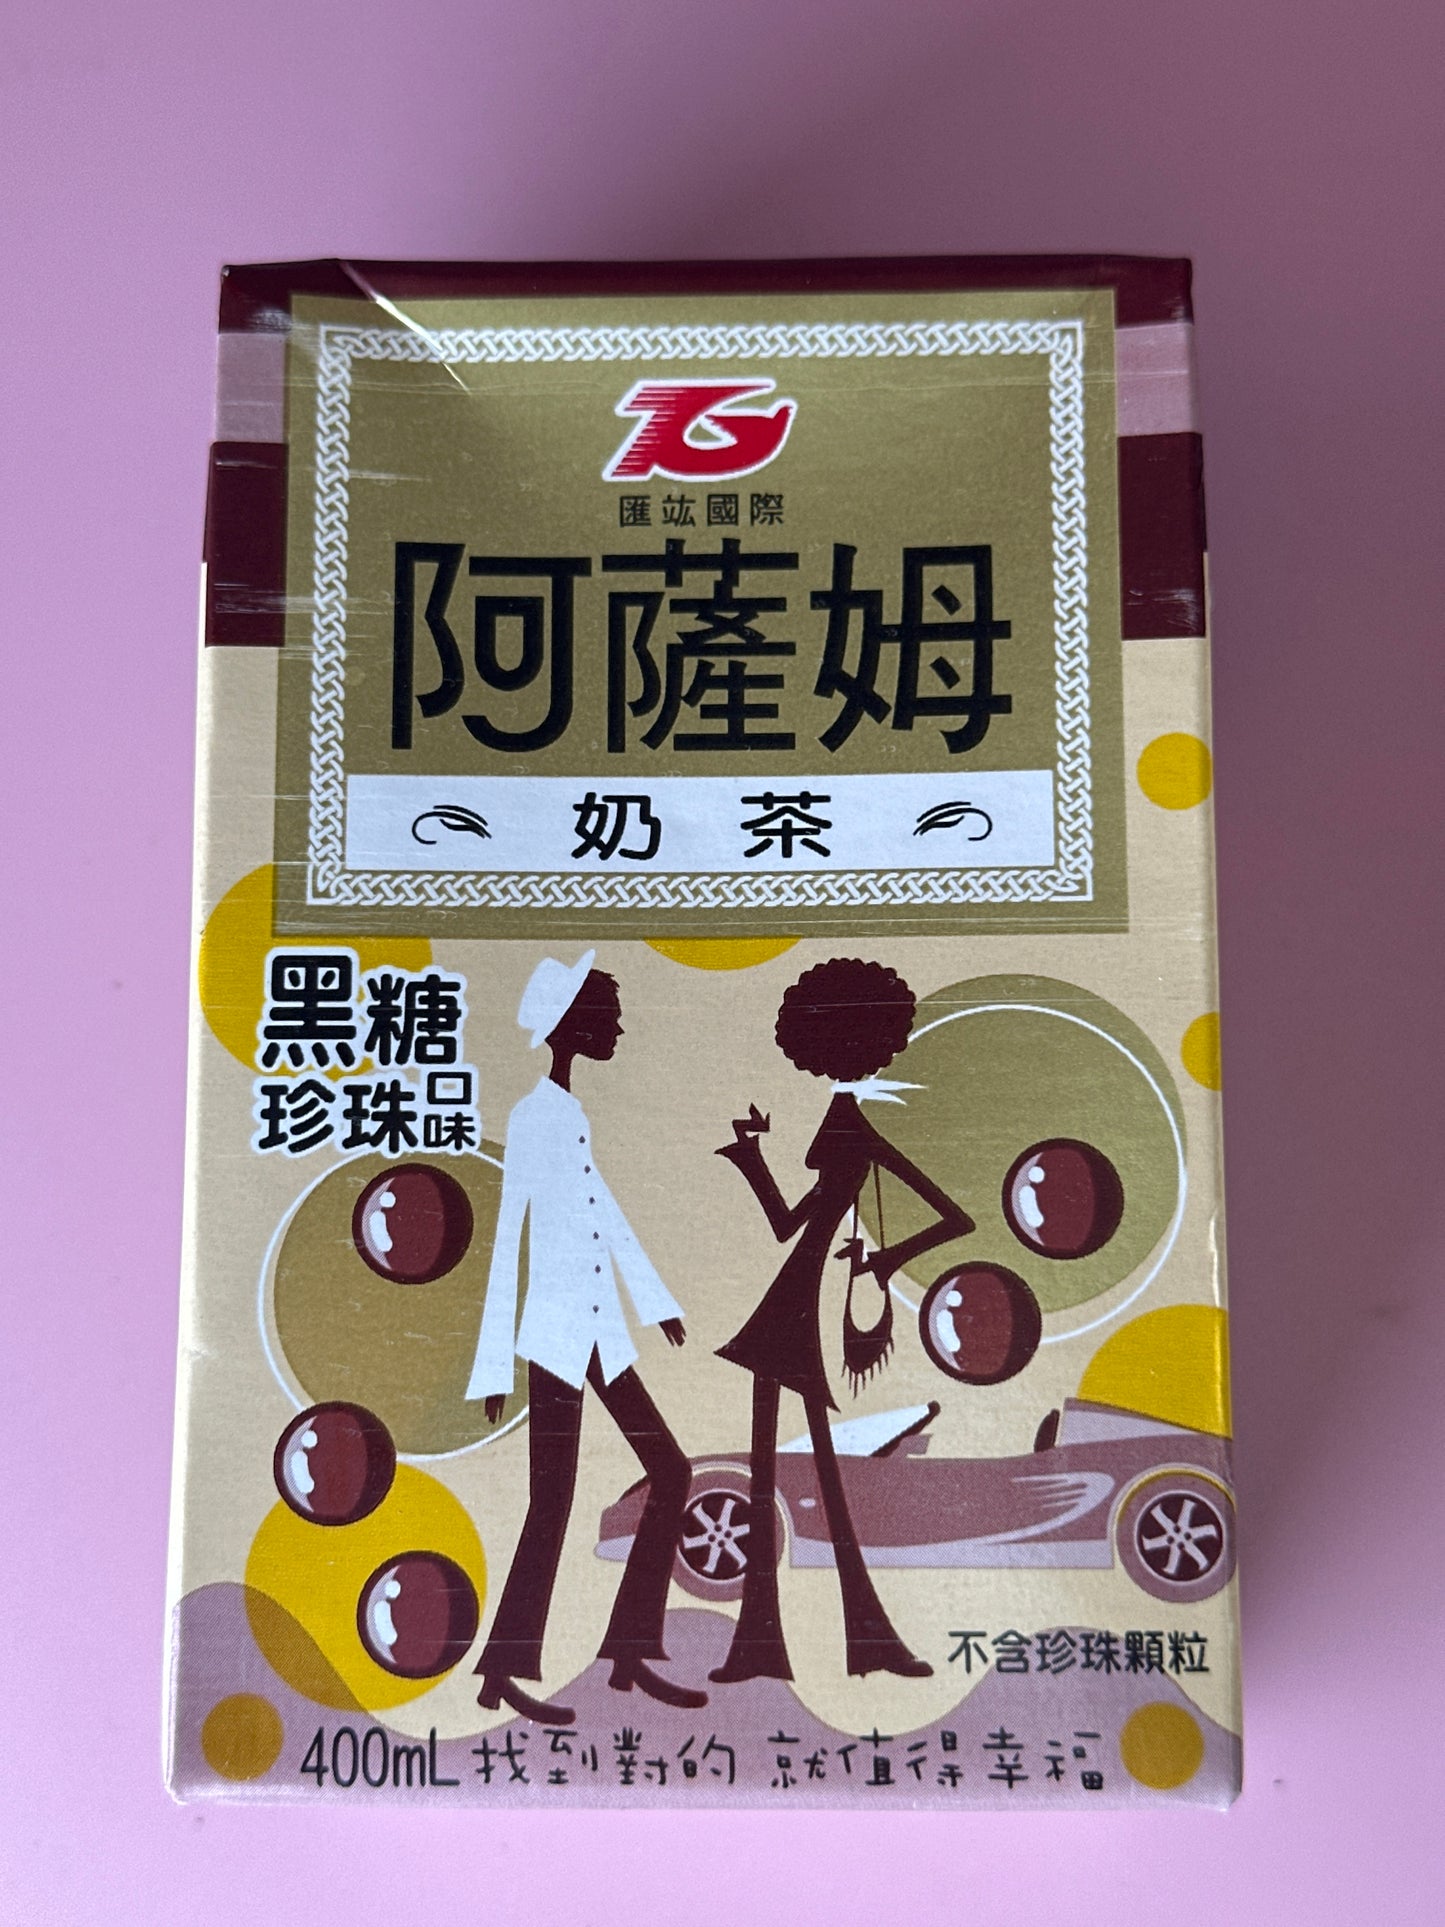 匯竑國際
阿薩姆
奶茶
黑糖
珍珠口味
不含珍珠顆粒
400mL 找到對的 就值得幸福